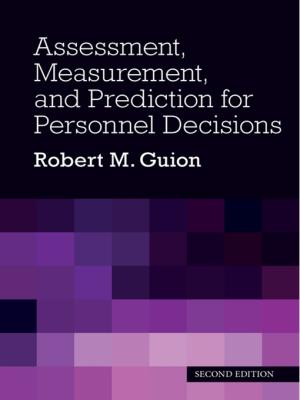 Assessment,
Measurement,
and Prediction for
Personnel Decisions
Robert M. Guion
SECOND EDITION